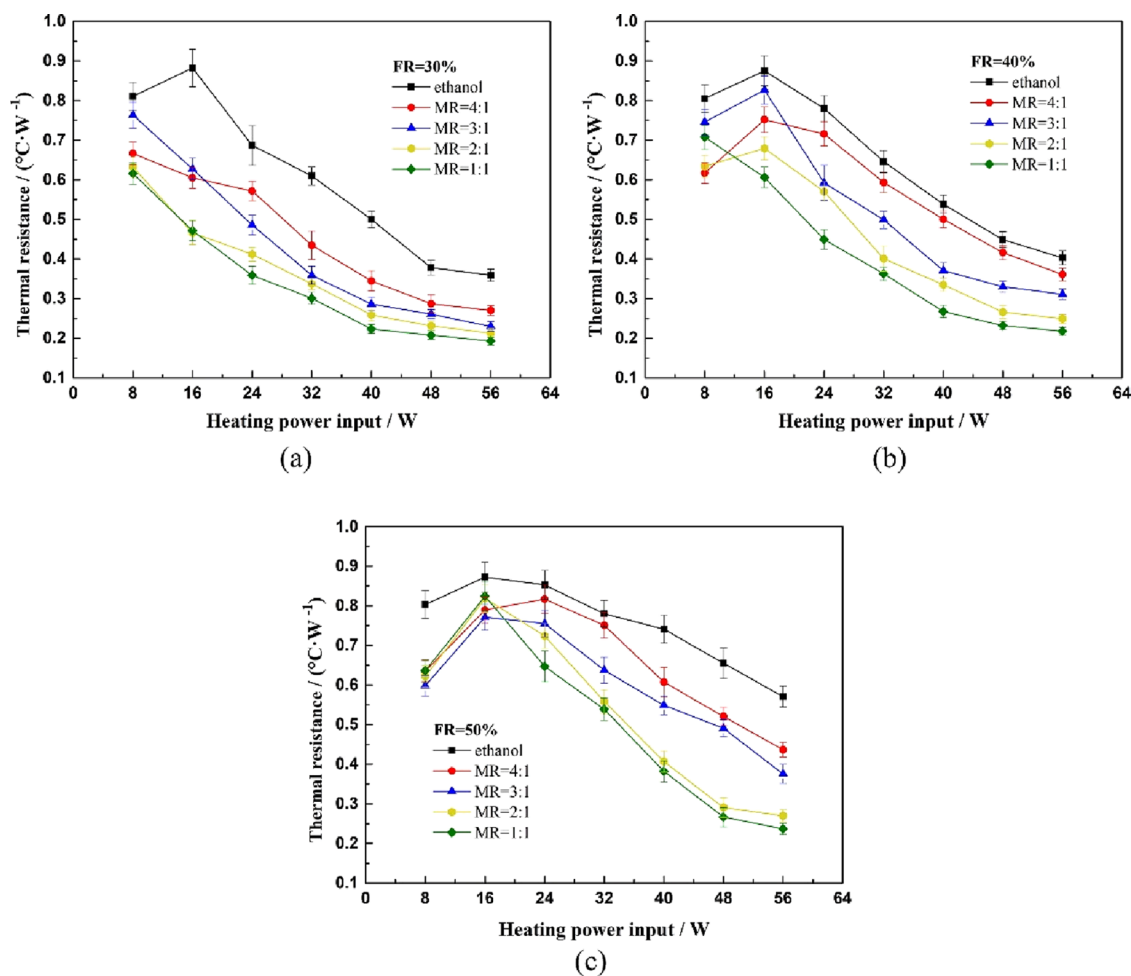 1.0
0.9
0.8
0.7
0.6
0.5
0.4
0.3
0.2
0.1
Thermal resistance / (°C·W⁻¹)
FR=30%
ethanol
MR=4:1
MR=3:1
MR=2:1
MR=1:1
0 8 16 24 32 40 48 56 64
Heating power input / W
(a)
1.0
0.9
0.8
0.7
0.6
0.5
0.4
0.3
0.2
0.1
Thermal resistance / (°C·W⁻¹)
FR=40%
ethanol
MR=4:1
MR=3:1
MR=2:1
MR=1:1
0 8 16 24 32 40 48 56 64
Heating power input / W
(b)
1.0
0.9
0.8
0.7
0.6
0.5
0.4
0.3
0.2
0.1
Thermal resistance / (°C·W⁻¹)
FR=50%
ethanol
MR=4:1
MR=3:1
MR=2:1
MR=1:1
0 8 16 24 32 40 48 56 64
Heating power input / W
(c)